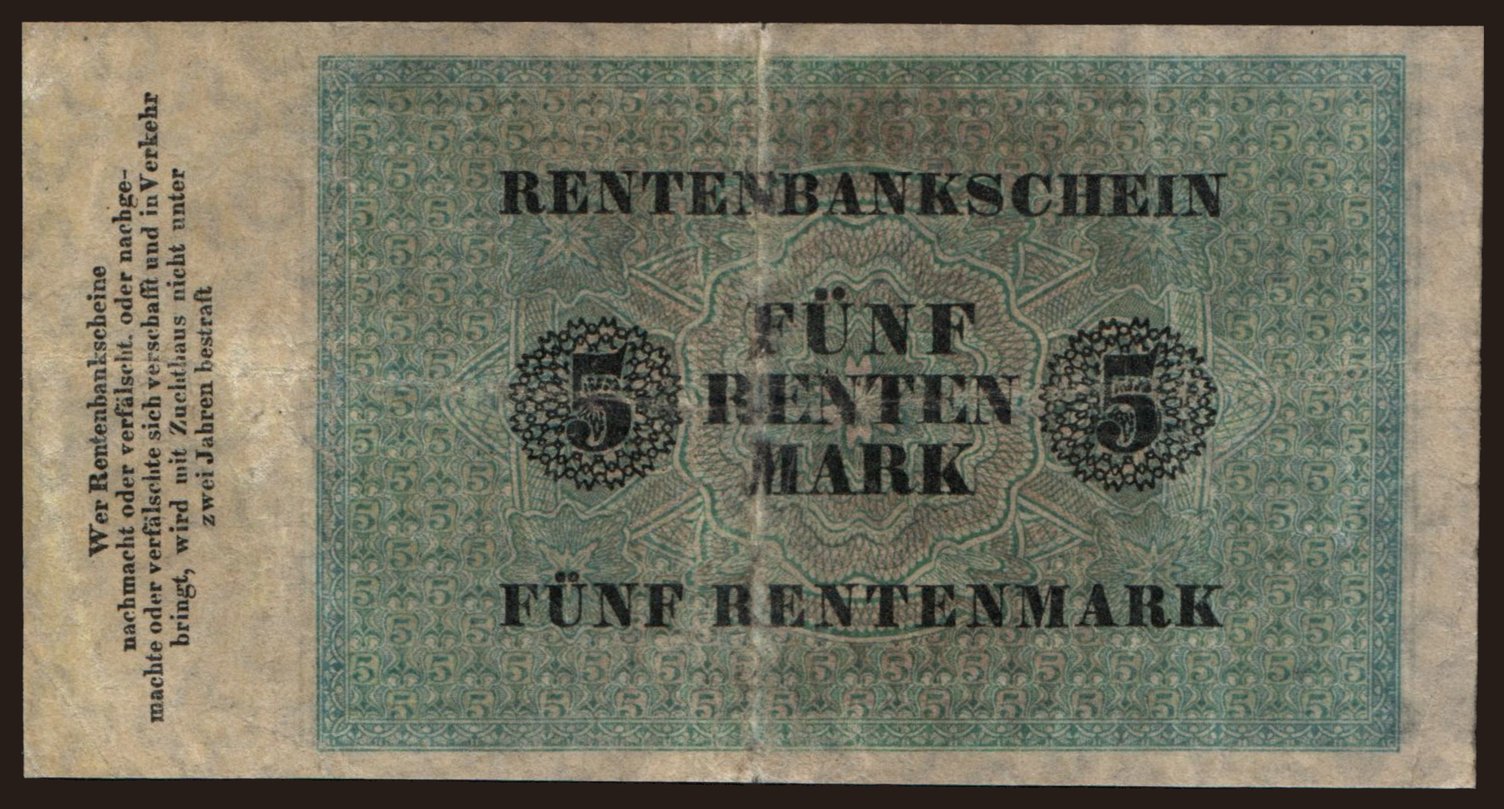 Wer Rentenbankscheine
nachmacht oder verfälscht, oder nachge-
machte oder verfälschte sich verschafft und in Verkehr
bringt, wird mit Zuchthaus nicht unter
zwei Jahren bestraft
RENTENBANKSCHEIN
FÜNF
5 RENTEN 5
MARK
FÜNF RENTENMARK